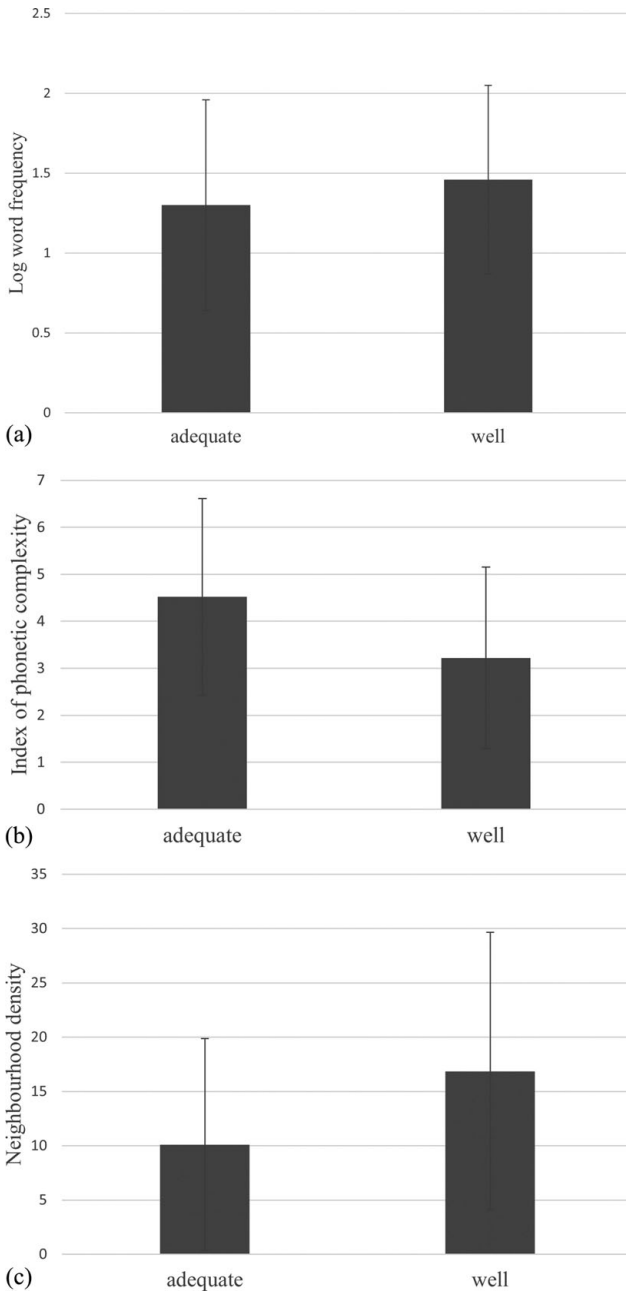 2.5
2
1.5
1
0.5
0
Log word frequency
adequate well
(a)
7
6
5
4
3
2
1
0
Index of phonetic complexity
adequate well
(b)
35
30
25
20
15
10
5
0
Neighbourhood density
adequate well
(c)